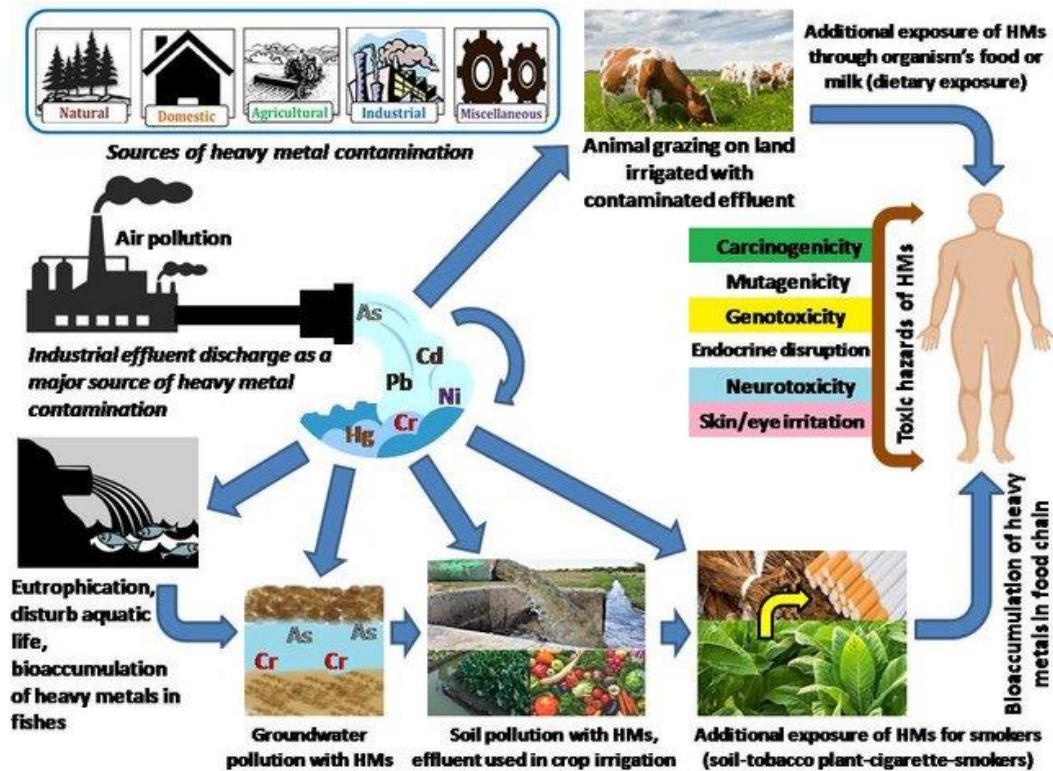 Natural
Domestic
Agricultural
Industrial
Miscellaneous
Sources of heavy metal contamination
Air pollution
Industrial effluent discharge as a
major source of heavy metal
contamination
As
Cd
Pb
Ni
Cr
Hg
Animal grazing on land
irrigated with
contaminated effluent
Additional exposure of HMs
through organism's food or
milk (dietary exposure)
Carcinogenicity
Mutagenicity
Genotoxicity
Endocrine disruption
Neurotoxicity
Skin/eye irritation
Toxic hazards of HMs
Eutrophication,
disturb aquatic
life,
bioaccumulation
of heavy metals in
fishes
As As
Cr Cr
Groundwater
pollution with HMs
Soil pollution with HMs,
effluent used in crop irrigation
Additional exposure of HMs for smokers
(soil-tobacco plant-cigarette-smokers)
Bioaccumulation of heavy
metals in food chain